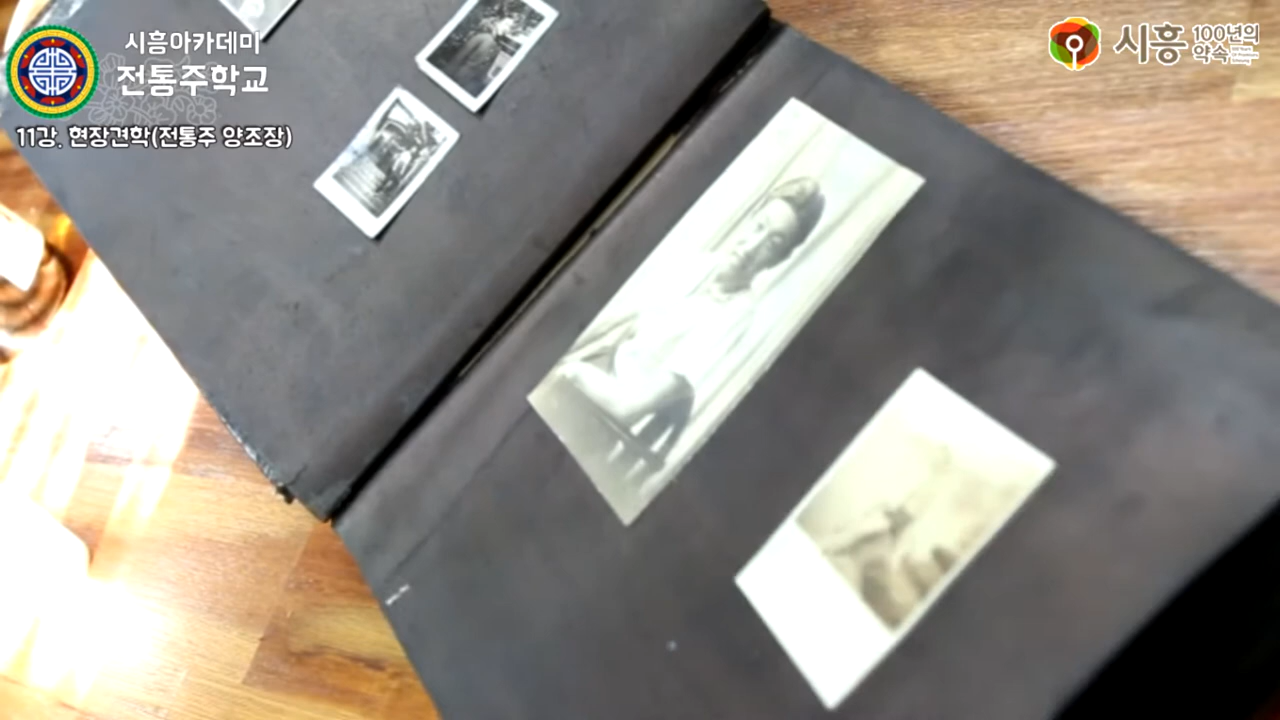 시흥아카데미
전통주학교
11강. 현장견학(전통주 양조장)
시흥 100년의
약속